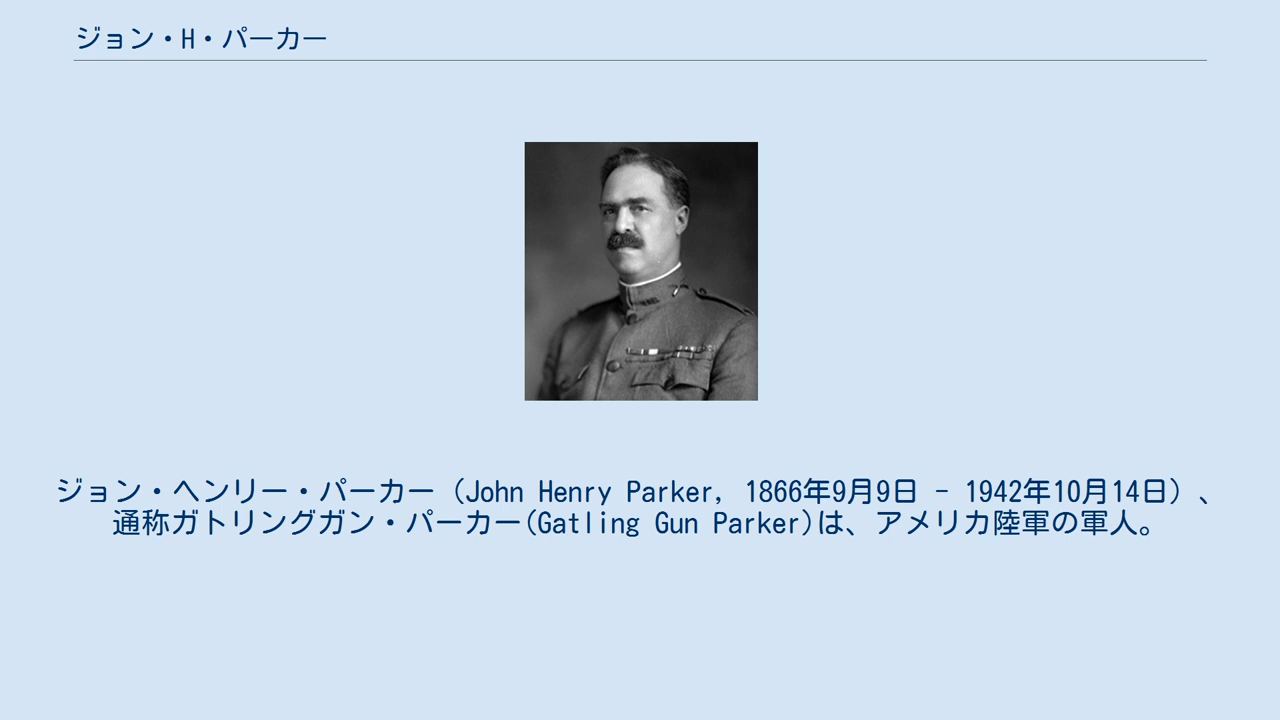 ジョン・H・パーカー
ジョン・ヘンリー・パーカー（John Henry Parker, 1866年9月9日 - 1942年10月14日）、
通称ガトリングガン・パーカー(Gatling Gun Parker)は、アメリカ陸軍の軍人。